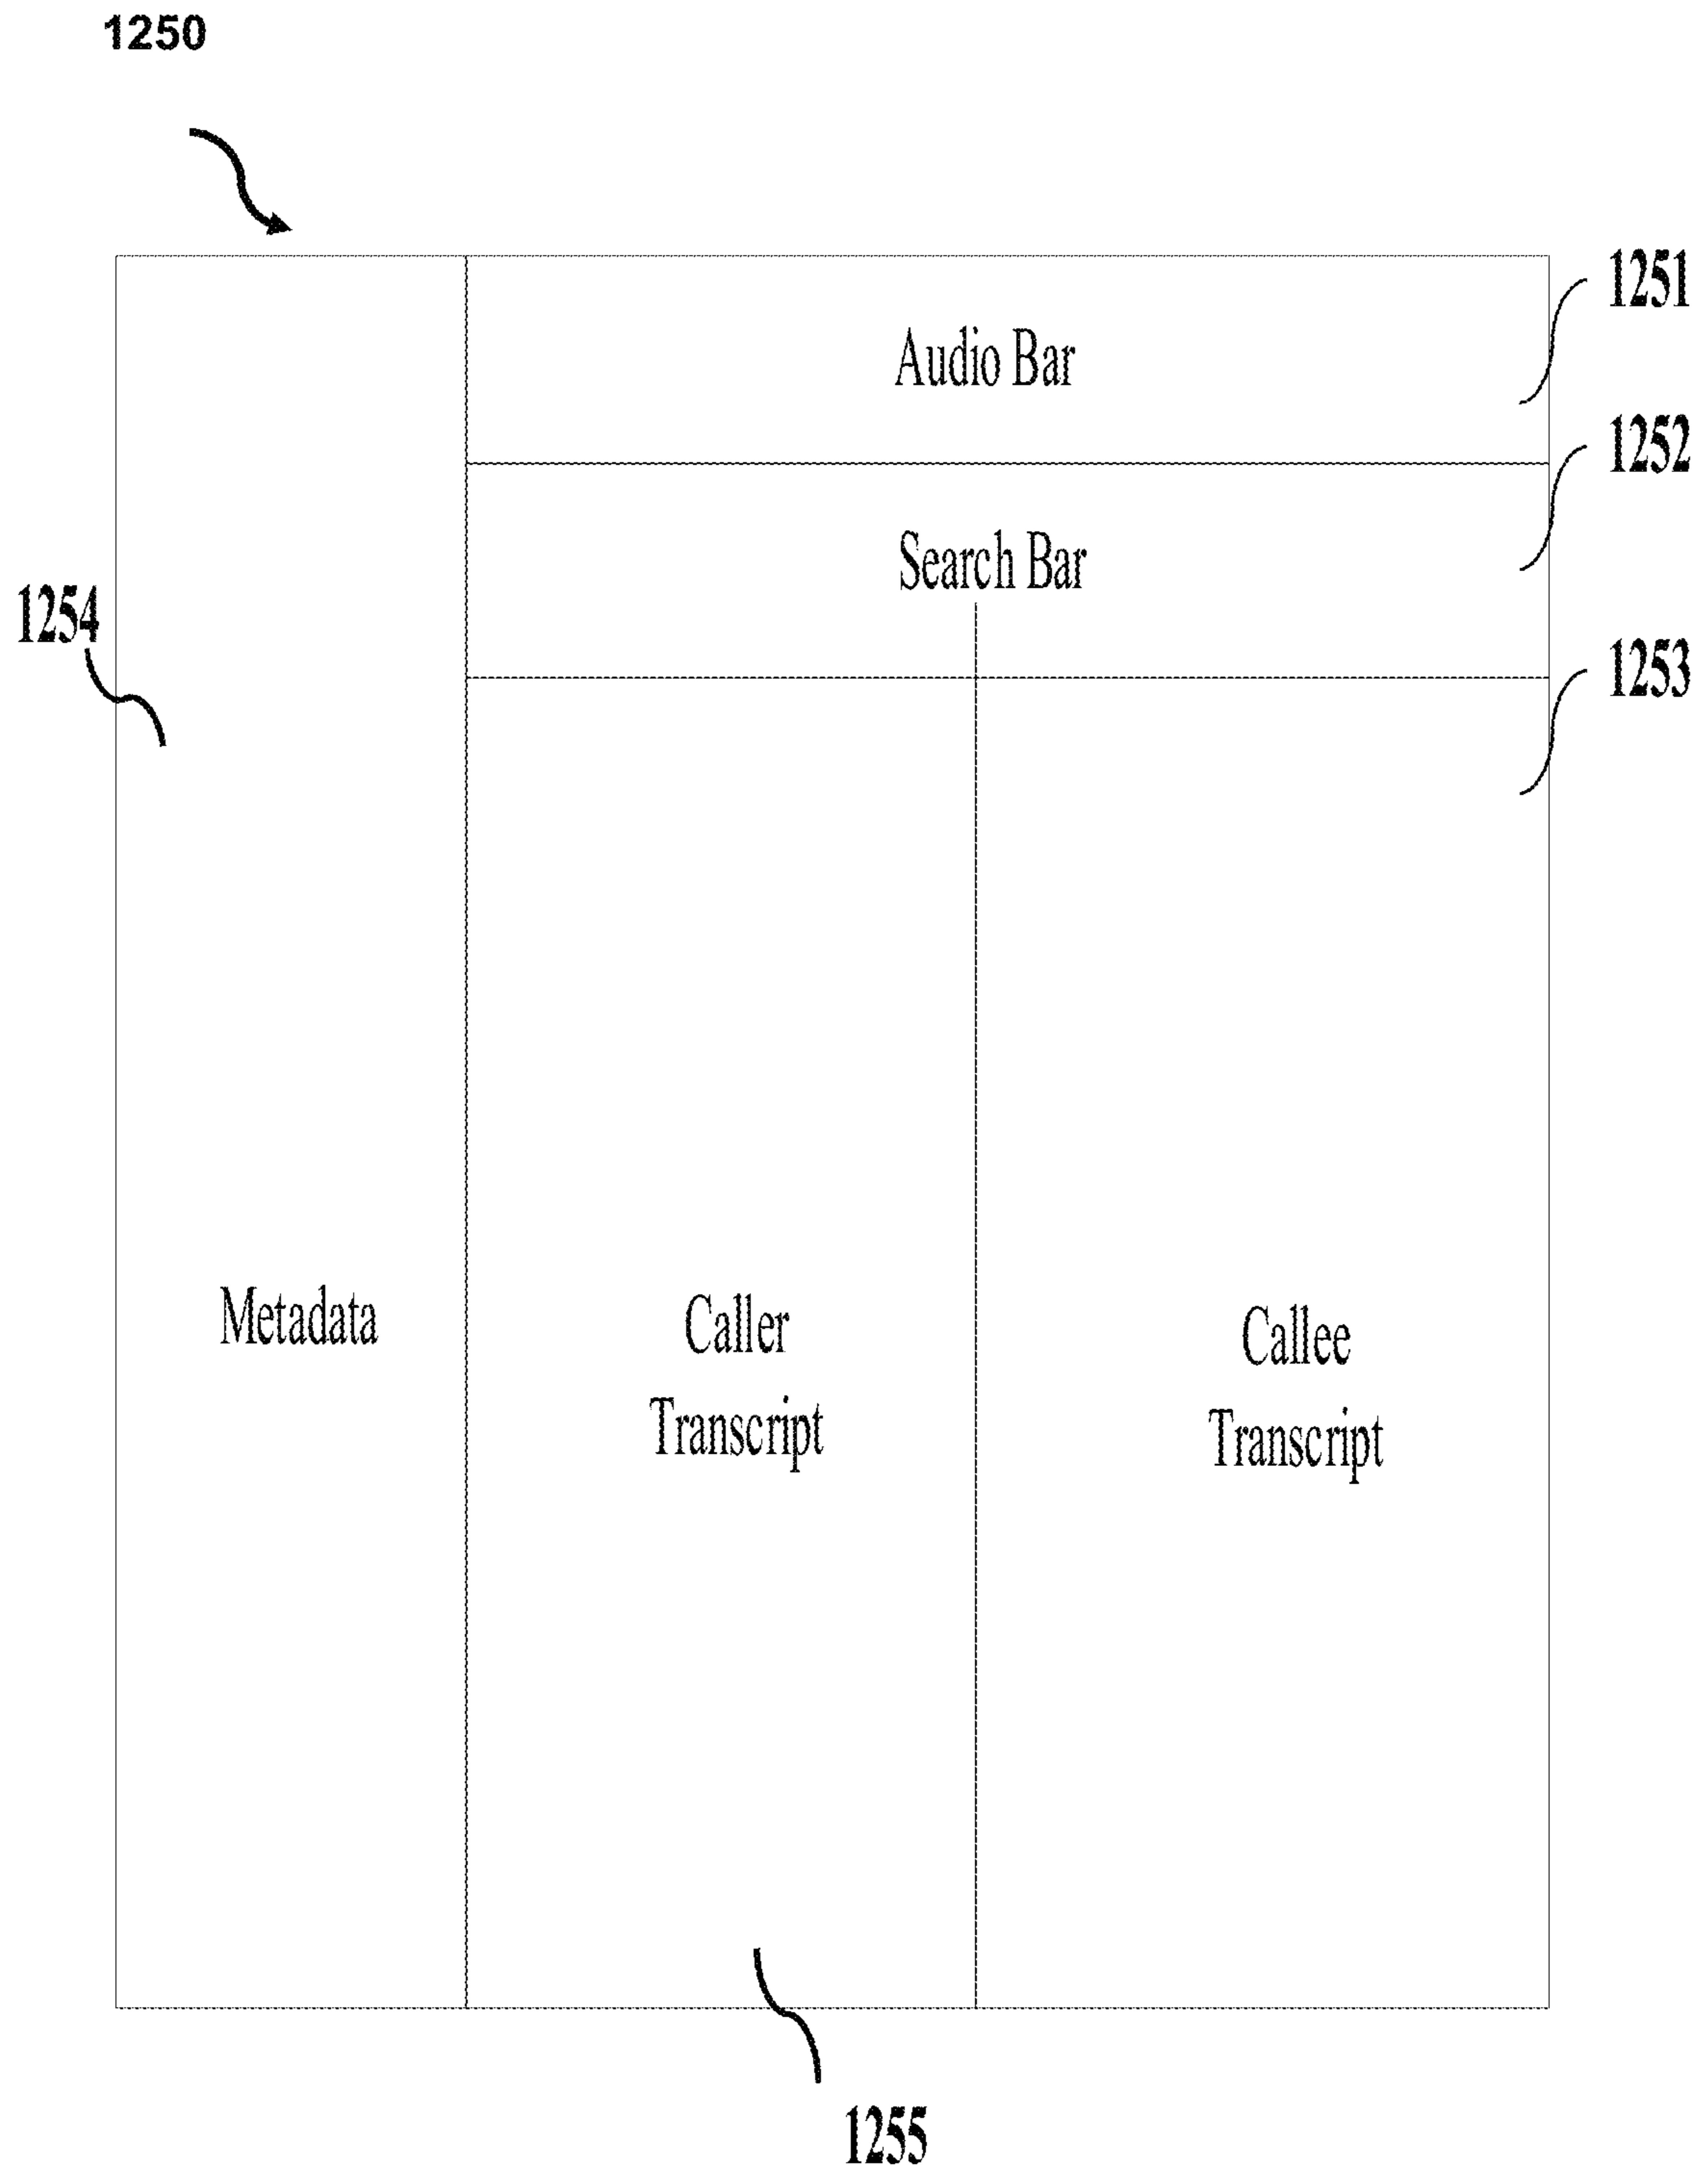 1250
1251
Audio Bar
1252
Search Bar
1254
1253
Metadata
Caller
Transcript
Callee
Transcript
1255